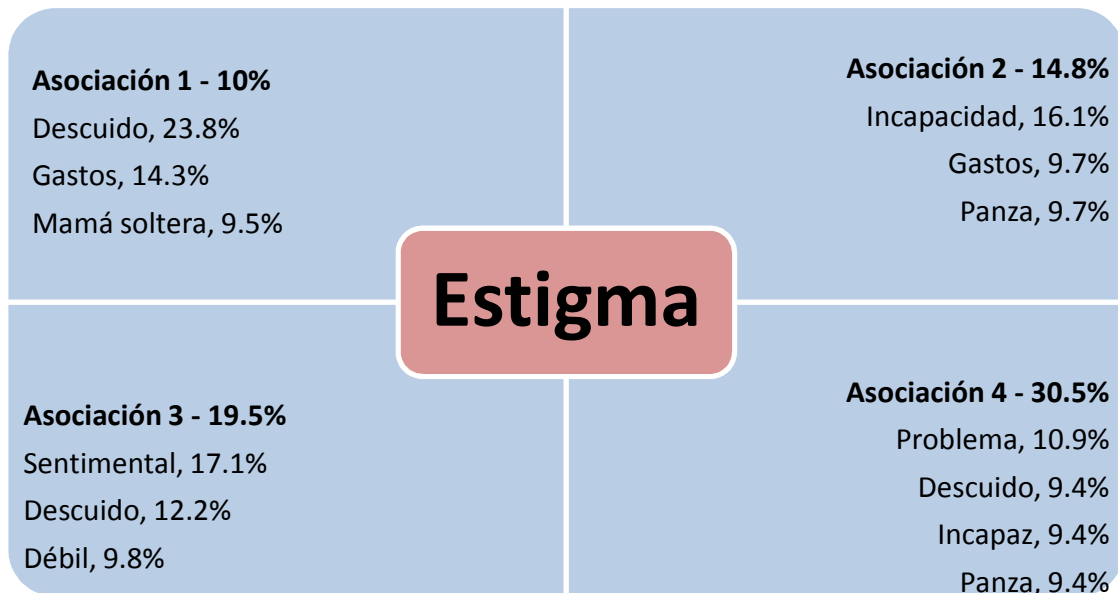 Asociación 1 - 10%
Descuido, 23.8%
Gastos, 14.3%
Mamá soltera, 9.5%
Asociación 2 - 14.8%
Incapacidad, 16.1%
Gastos, 9.7%
Panza, 9.7%
Estigma
Asociación 3 - 19.5%
Sentimental, 17.1%
Descuido, 12.2%
Débil, 9.8%
Asociación 4 - 30.5%
Problema, 10.9%
Descuido, 9.4%
Incapaz, 9.4%
Panza, 9.4%